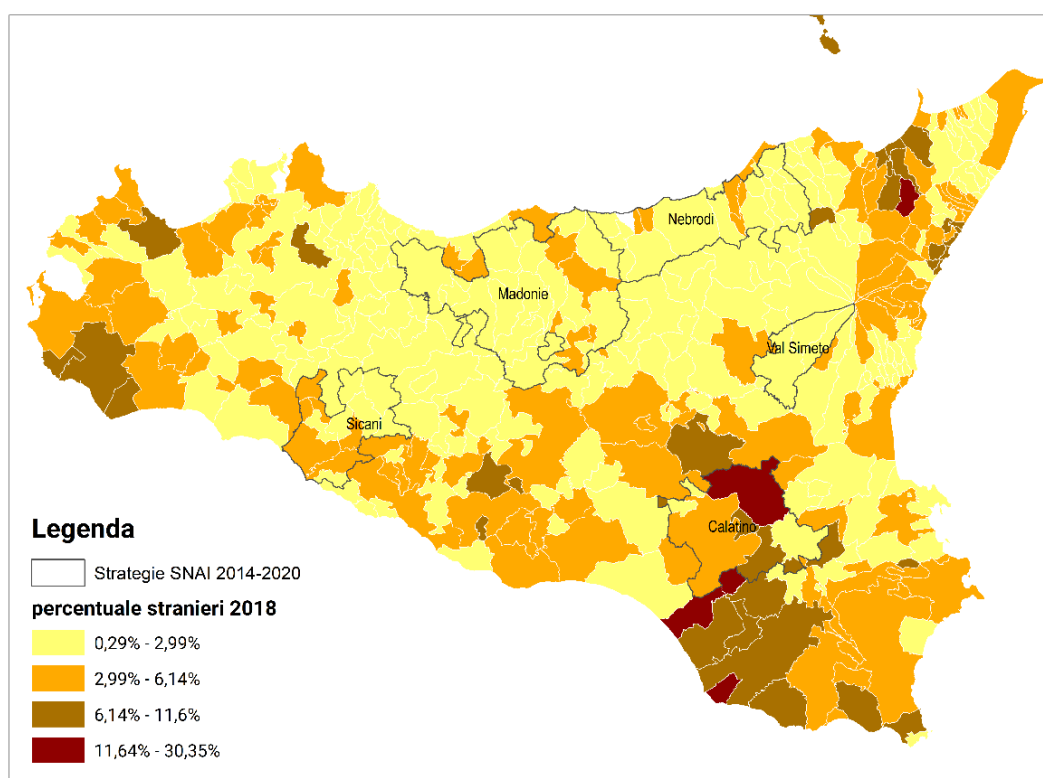 Nebrodi
Madonie
Val Simeto
Sicani
Calatino
Legenda
Strategie SNAI 2014-2020
percentuale stranieri 2018
0,29% - 2,99%
2,99% - 6,14%
6,14% - 11,6%
11,64% - 30,35%